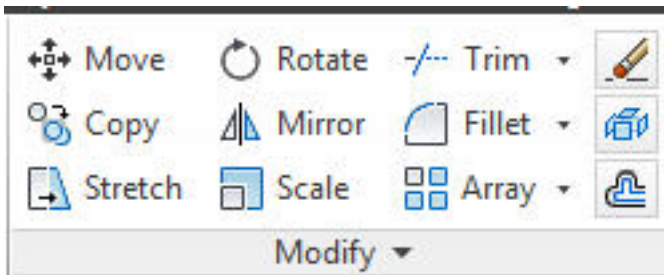 Move Rotate Trim
Copy Mirror Fillet
Stretch Scale Array
Modify